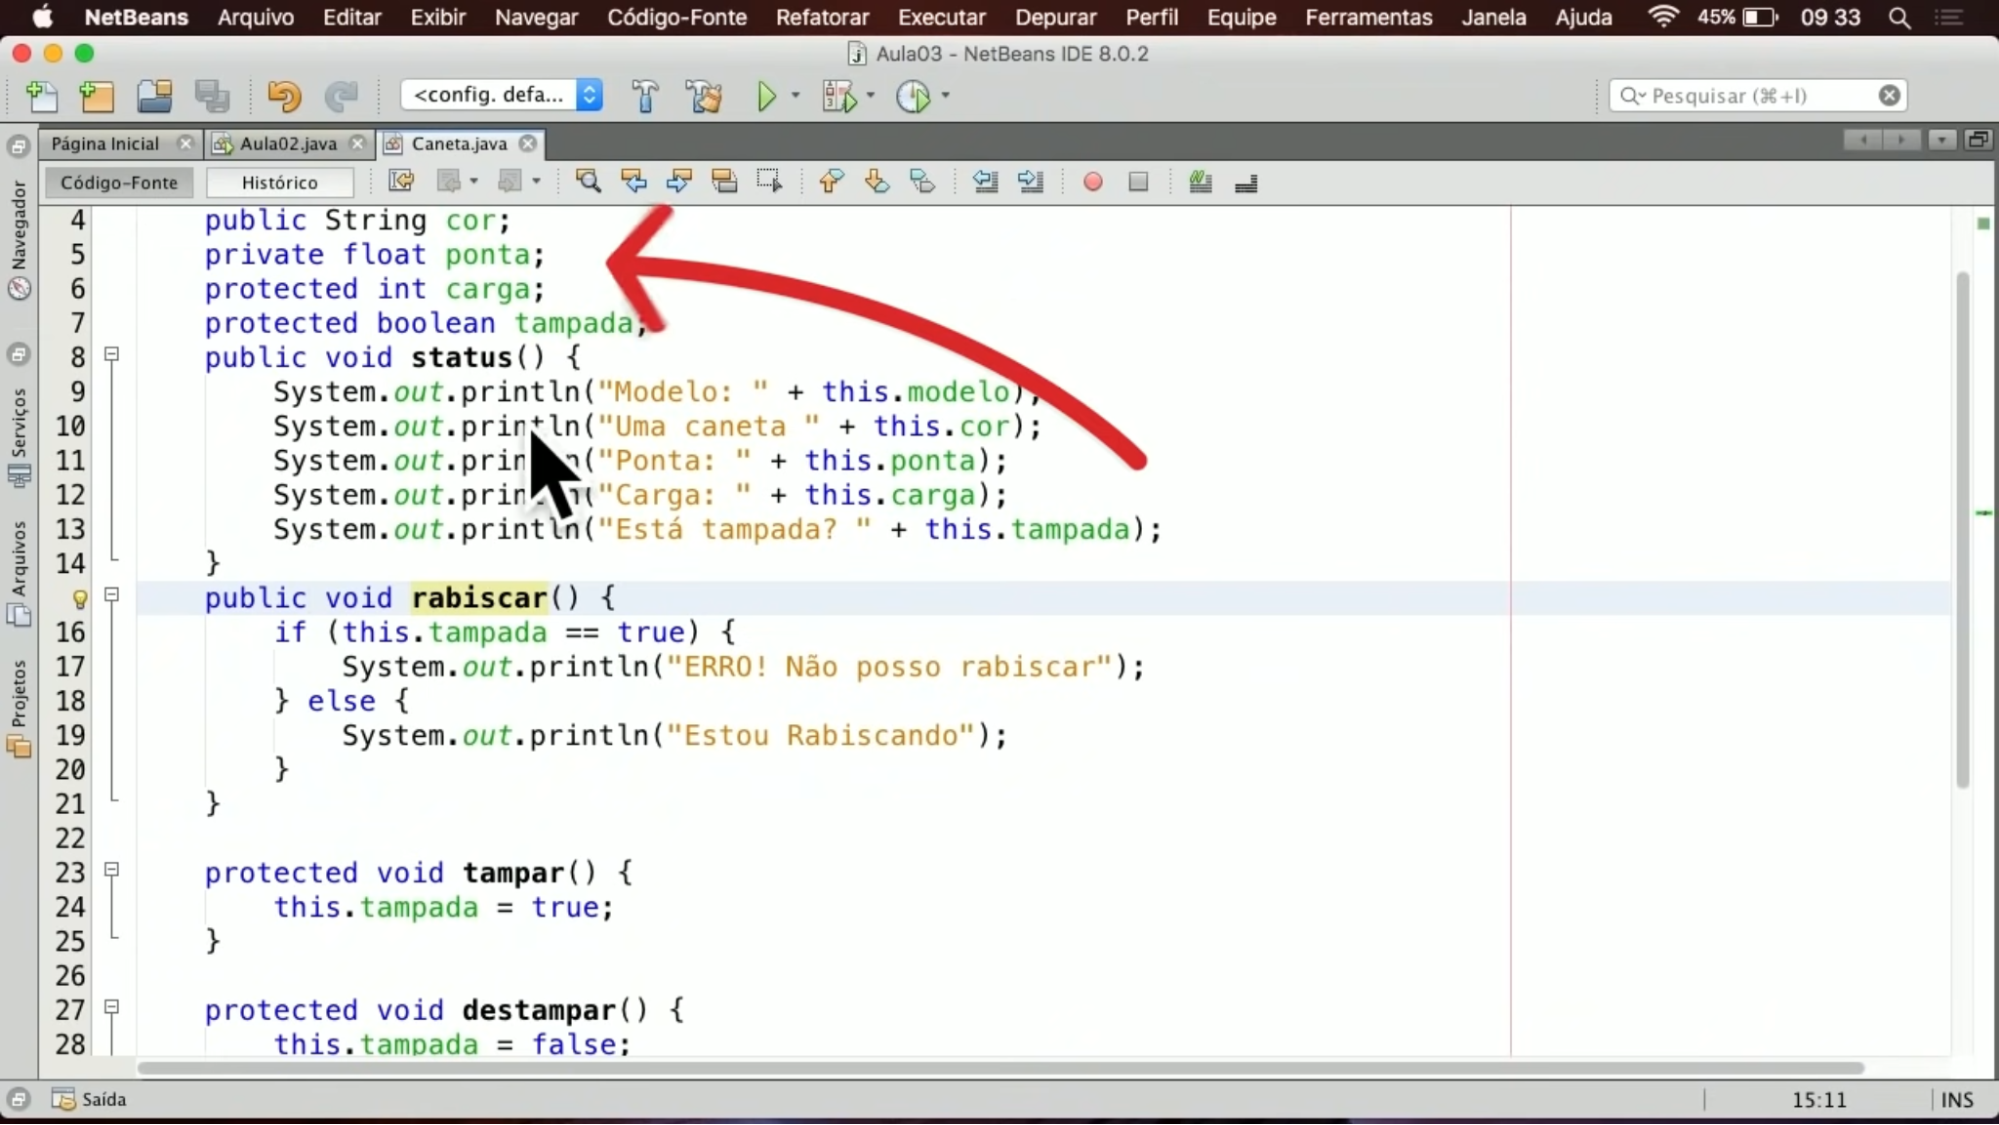 NetBeans Arquivo Editar Exibir Navegar Código-Fonte Refatorar Executar Depurar Perfil Equipe Ferramentas Janela Ajuda 45% 09 33
Aula03 - NetBeans IDE 8.0.2
<config. defa... Pesquisar (⌘+I)
Página Inicial Aula02.java Caneta.java
Código-Fonte Histórico
Navegador
Serviços
Arquivos
Projetos
4 public String cor;
5 private float ponta;
6 protected int carga;
7 protected boolean tampada;
8 public void status() {
9 System.out.println("Modelo: " + this.modelo);
10 System.out.println("Uma caneta " + this.cor);
11 System.out.println("Ponta: " + this.ponta);
12 System.out.println("Carga: " + this.carga);
13 System.out.println("Está tampada? " + this.tampada);
14 }
public void rabiscar() {
16 if (this.tampada == true) {
17 System.out.println("ERRO! Não posso rabiscar");
18 } else {
19 System.out.println("Estou Rabiscando");
20 }
21 }
22
23 protected void tampar() {
24 this.tampada = true;
25 }
26
27 protected void destampar() {
28 this.tampada = false;
Saída 15:11 INS